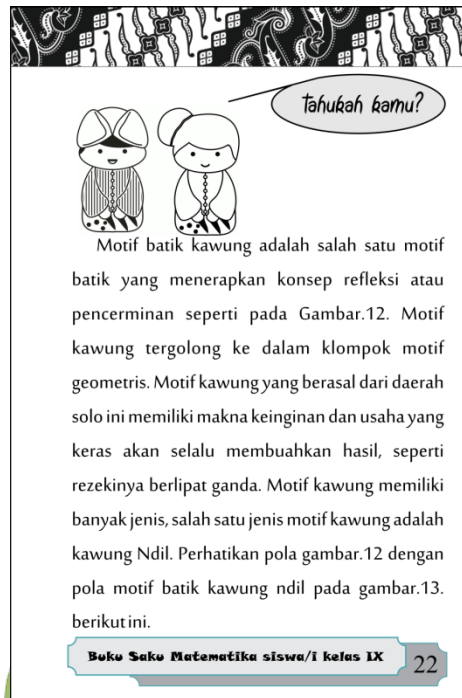 Tahukah kamu?
Motif batik kawung adalah salah satu motif
batik yang menerapkan konsep refleksi atau
pencerminan seperti pada Gambar.12. Motif
kawung tergolong ke dalam klompok motif
geometris. Motif kawung yang berasal dari daerah
solo ini memiliki makna keinginan dan usaha yang
keras akan selalu membuahkan hasil, seperti
rezekinya berlipat ganda. Motif kawung memiliki
banyak jenis, salah satu jenis motif kawung adalah
kawung Ndil. Perhatikan pola gambar.12 dengan
pola motif batik kawung ndil pada gambar.13.
berikut ini.
Buku Saku Matematika siswa/i kelas IX
22